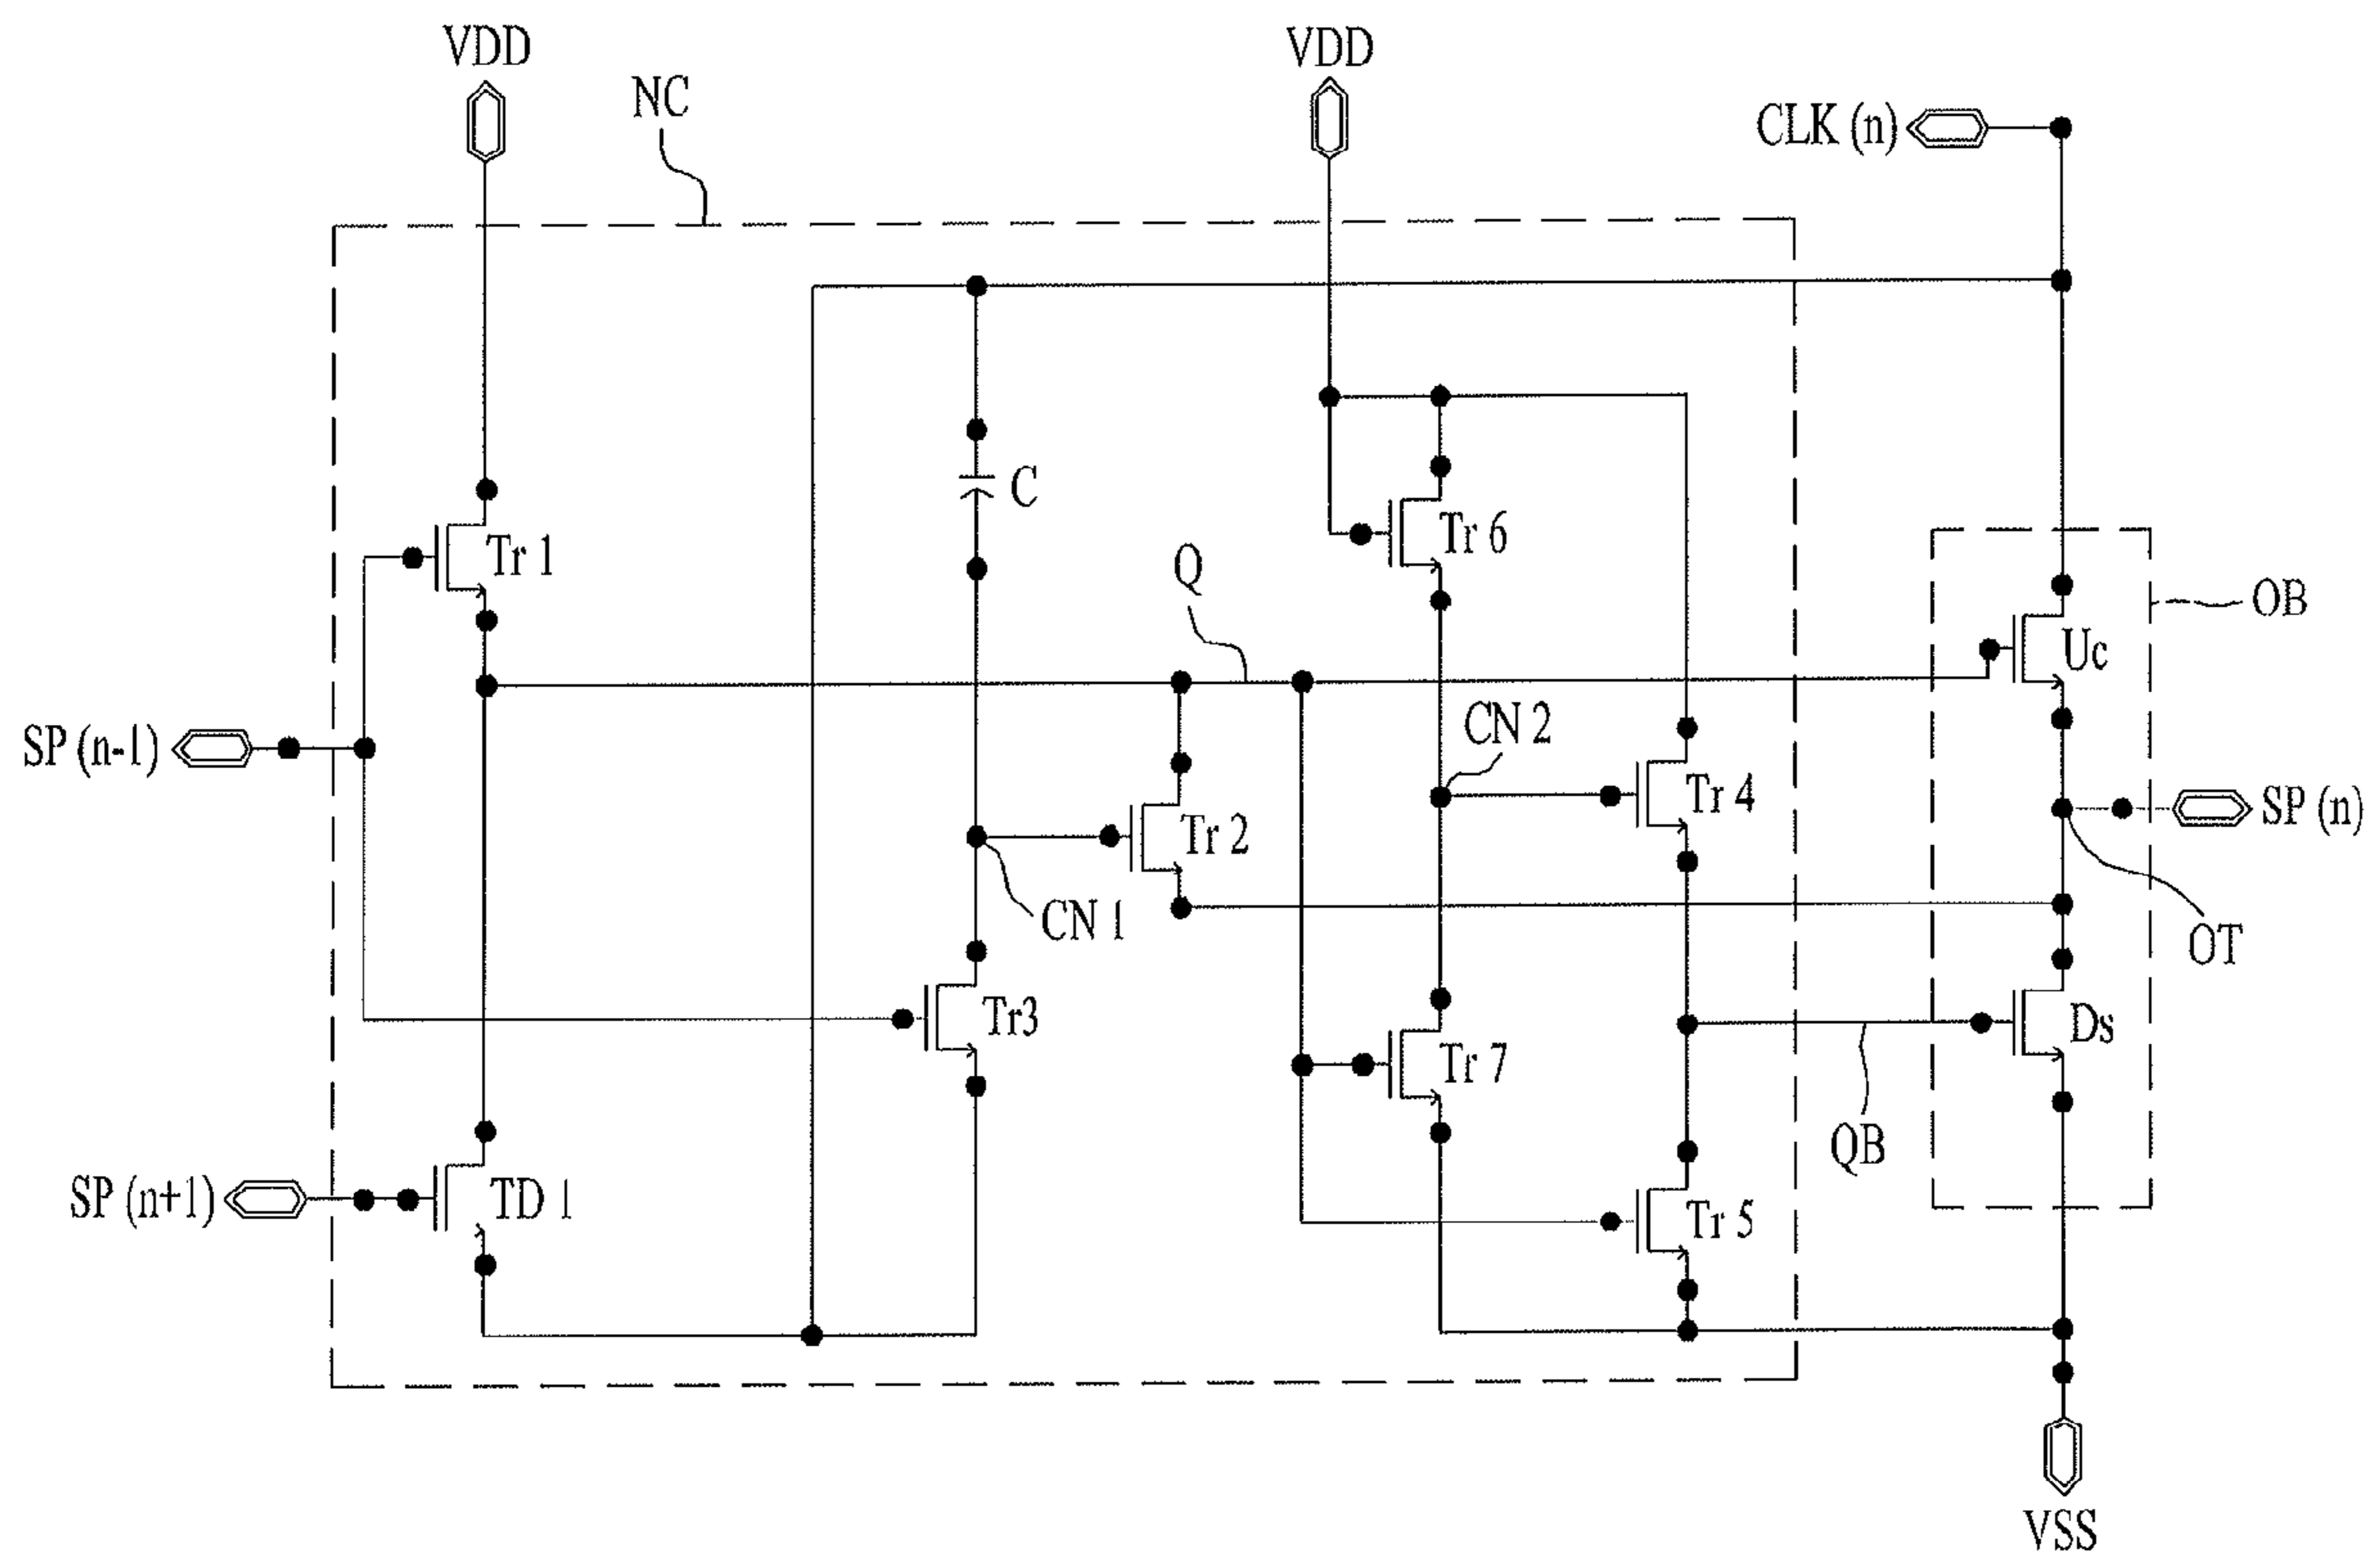 VDD
VDD
NC
CLK (n)
C
Tr 1
Tr 6
Q
OB
Uc
CN 2
SP (n-1)
Tr 4
SP (n)
Tr 2
CN 1
OT
Tr3
Ds
Tr 7
QB
SP (n+1)
TD 1
Tr 5
VSS